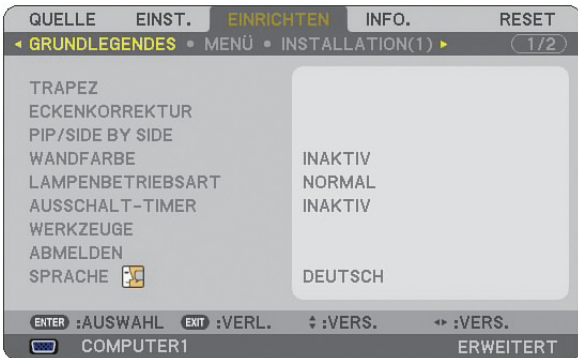 QUELLE EINST. EINRICHTEN INFO. RESET
GRUNDLEGENDES • MENÜ • INSTALLATION(1) 1/2
TRAPEZ
ECKENKORREKTUR
PIP/SIDE BY SIDE
WANDFARBE INAKTIV
LAMPENBETRIEBSART NORMAL
AUSSCHALT-TIMER INAKTIV
WERKZEUGE
ABMELDEN
SPRACHE DEUTSCH
ENTER :AUSWAHL EXIT :VERL. :VERS. :VERS.
COMPUTER1 ERWEITERT